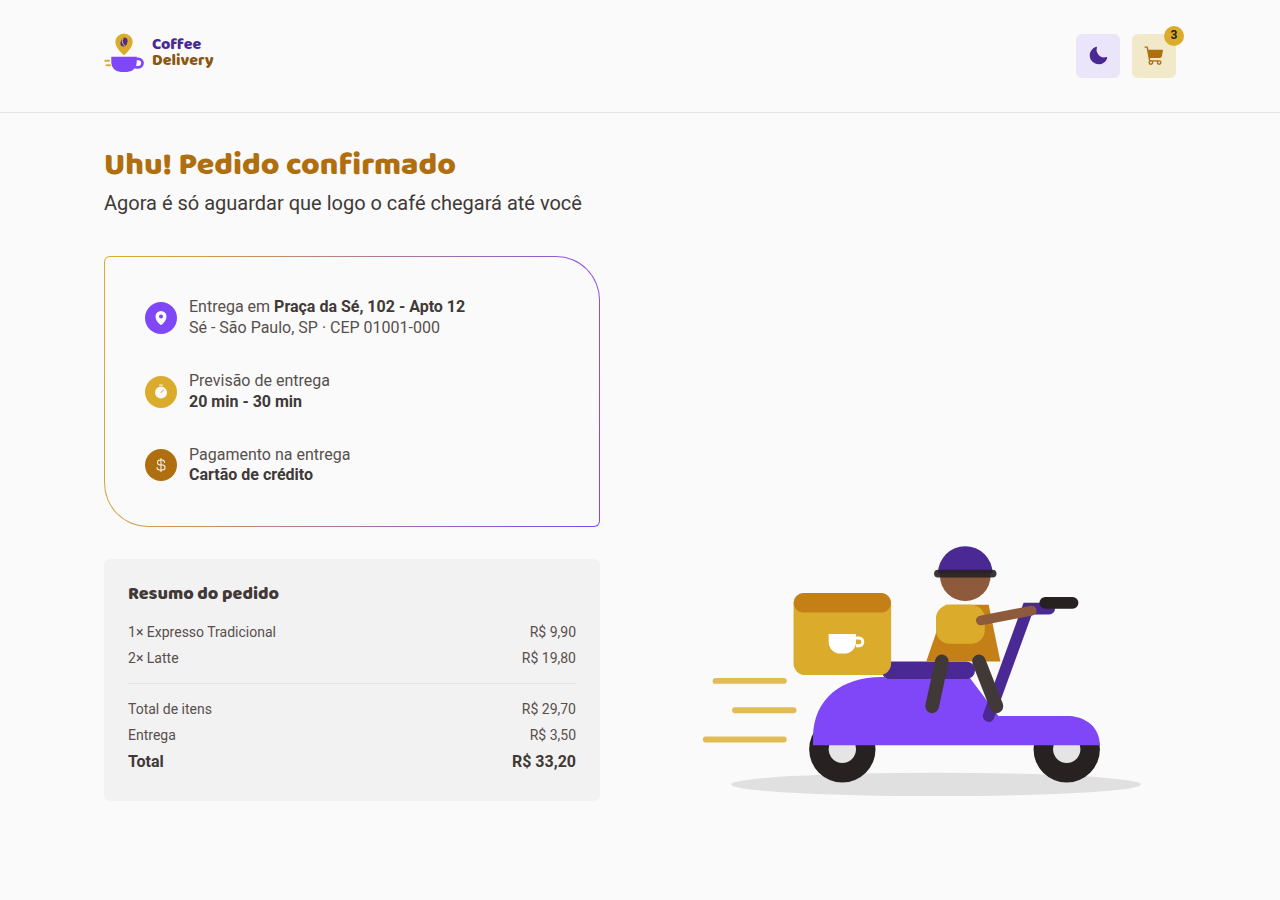 Coffee
Delivery
3
Uhu! Pedido confirmado
Agora é só aguardar que logo o café chegará até você
Entrega em Praça da Sé, 102 - Apto 12
Sé - São Paulo, SP · CEP 01001-000
Previsão de entrega
20 min - 30 min
Pagamento na entrega
Cartão de crédito
Resumo do pedido
1× Expresso Tradicional R$ 9,90
2× Latte R$ 19,80
Total de itens R$ 29,70
Entrega R$ 3,50
Total R$ 33,20